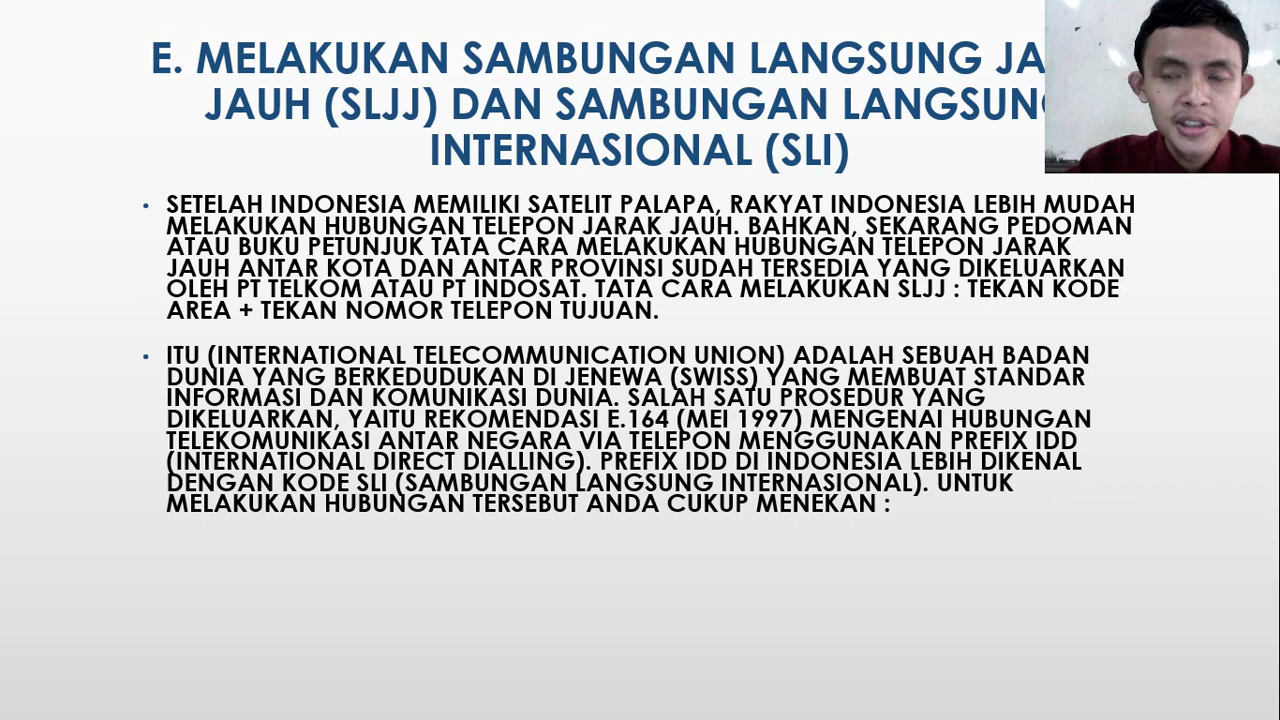 E. MELAKUKAN SAMBUNGAN LANGSUNG
JAUH (SLJJ) DAN SAMBUNGAN LANGSUNG
INTERNASIONAL (SLI)
• SETELAH INDONESIA MEMILIKI SATELIT PALAPA, RAKYAT INDONESIA LEBIH MUDAH
MELAKUKAN HUBUNGAN TELEPON JARAK JAUH. BAHKAN, SEKARANG PEDOMAN
ATAU BUKU PETUNJUK TATA CARA MELAKUKAN HUBUNGAN TELEPON JARAK
JAUH ANTAR KOTA DAN ANTAR PROVINSI SUDAH TERSEDIA YANG DIKELUARKAN
OLEH PT TELKOM ATAU PT INDOSAT. TATA CARA MELAKUKAN SLJJ : TEKAN KODE
AREA + TEKAN NOMOR TELEPON TUJUAN.
• ITU (INTERNATIONAL TELECOMMUNICATION UNION) ADALAH SEBUAH BADAN
DUNIA YANG BERKEDUDUKAN DI JENEWA (SWISS) YANG MEMBUAT STANDAR
INFORMASI DAN KOMUNIKASI DUNIA. SALAH SATU PROSEDUR YANG
DIKELUARKAN, YAITU REKOMENDASI E.164 (MEI 1997) MENGENAI HUBUNGAN
TELEKOMUNIKASI ANTAR NEGARA VIA TELEPON MENGGUNAKAN PREFIX IDD
(INTERNATIONAL DIRECT DIALLING). PREFIX IDD DI INDONESIA LEBIH DIKENAL
DENGAN KODE SLI (SAMBUNGAN LANGSUNG INTERNASIONAL). UNTUK
MELAKUKAN HUBUNGAN TERSEBUT ANDA CUKUP MENEKAN :